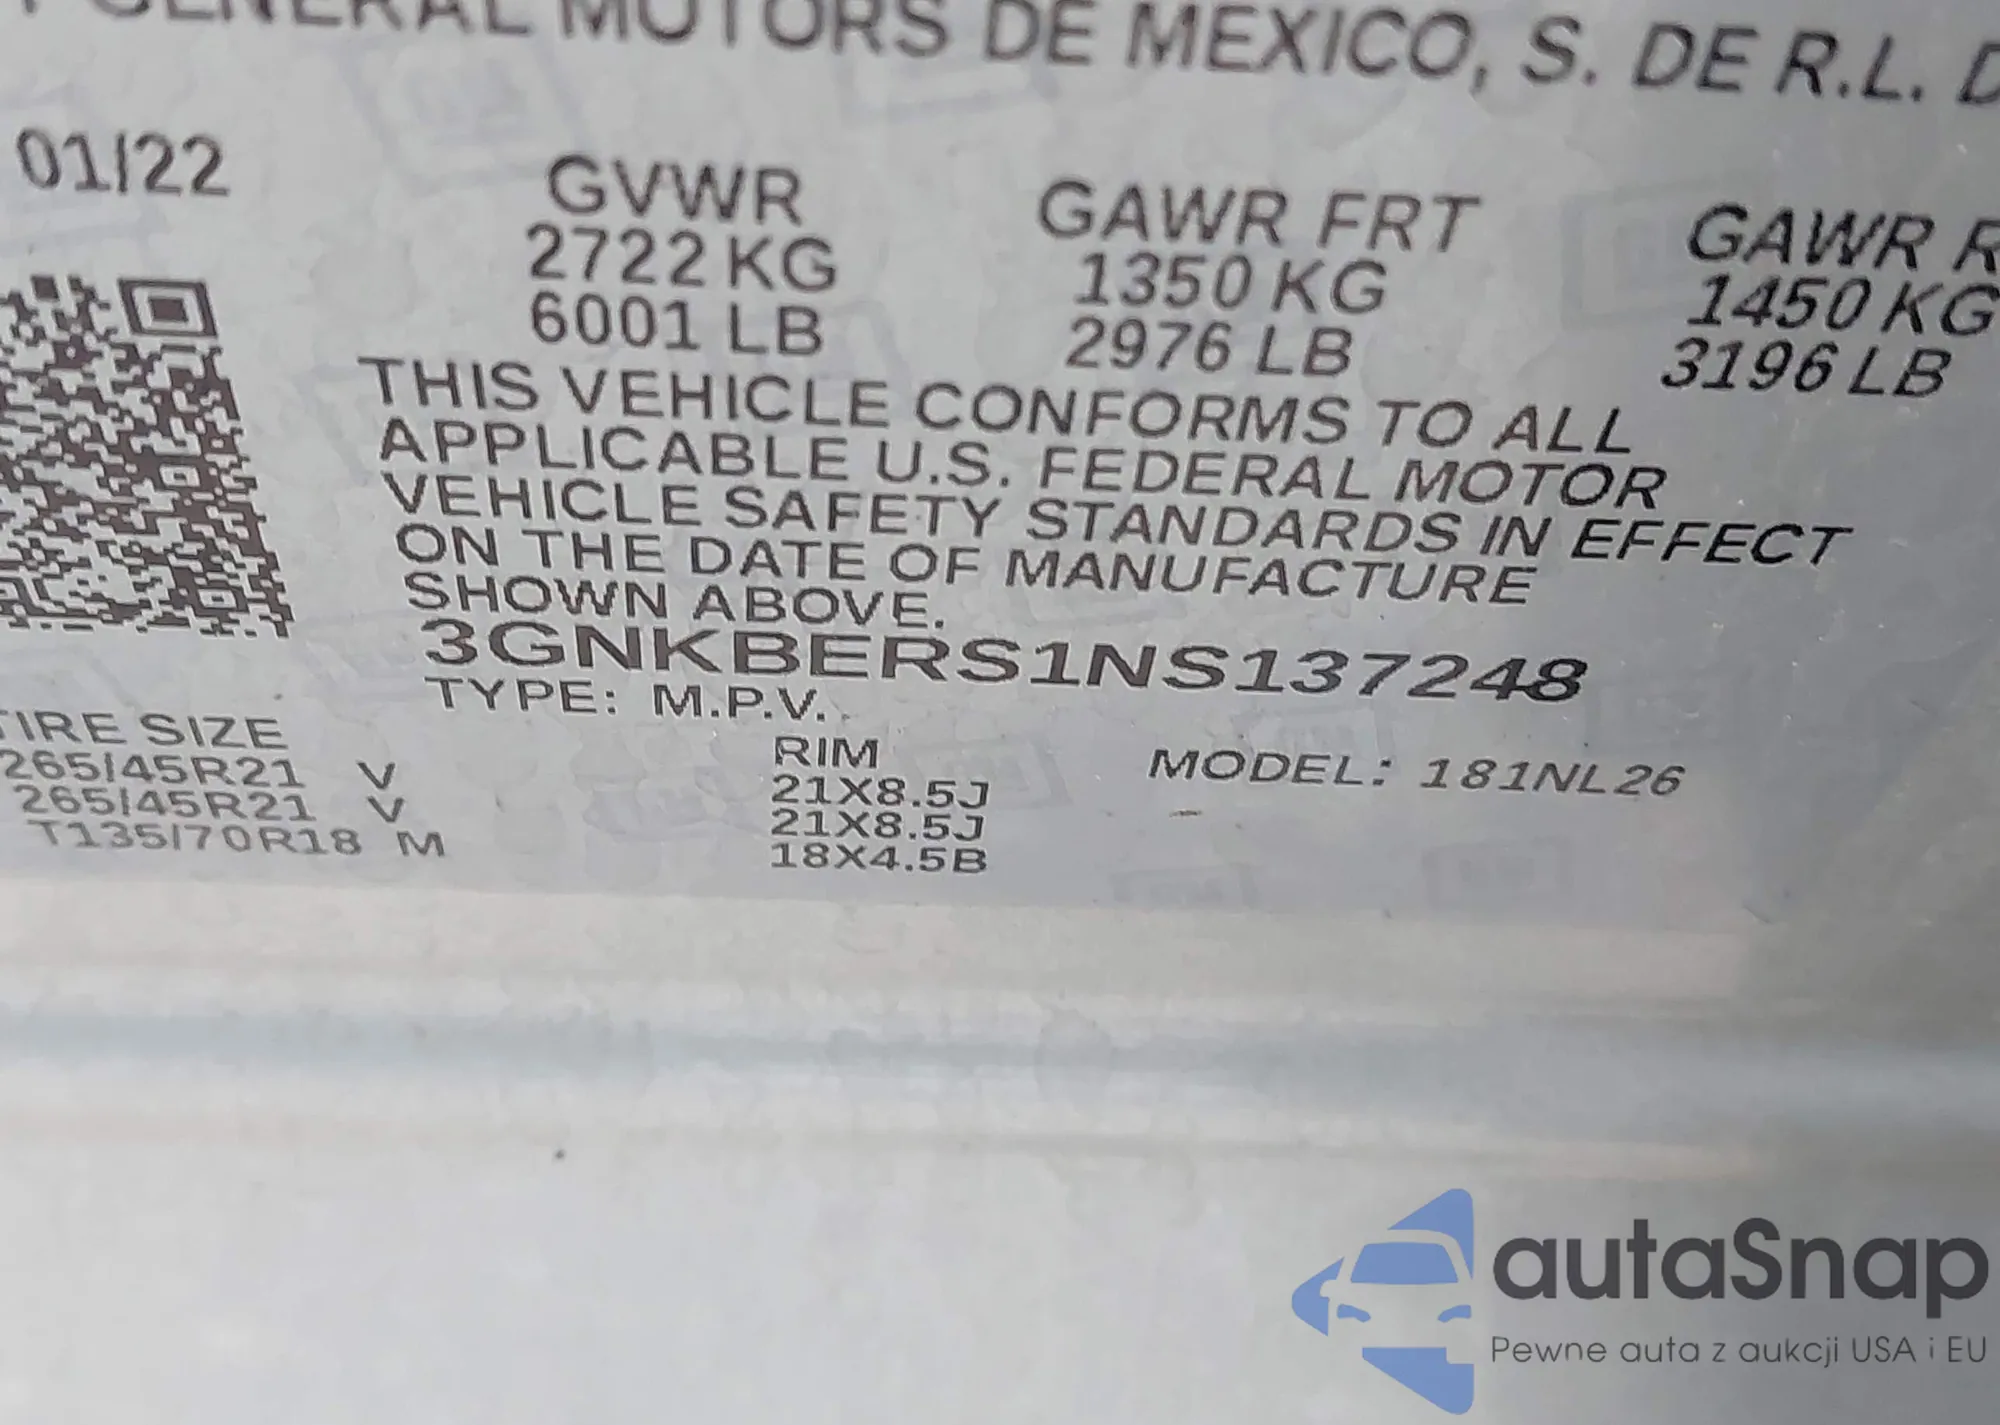 GENERAL MOTORS DE MEXICO, S. DE R.L. D
01/22
GVWR
2722 KG
6001 LB
GAWR FRT
1350 KG
2976 LB
GAWR R
1450 KG
3196 LB
THIS VEHICLE CONFORMS TO ALL
APPLICABLE U.S. FEDERAL MOTOR
VEHICLE SAFETY STANDARDS IN EFFECT
ON THE DATE OF MANUFACTURE
SHOWN ABOVE.
3GNKBERS1NS137248
TYPE: M.P.V.
TIRE SIZE
265/45R21 V
265/45R21 V
T135/70R18 M
RIM
21X8.5J
21X8.5J
18X4.5B
MODEL: 181NL26
autaSnap
Pewne auta z aukcji USA i EU